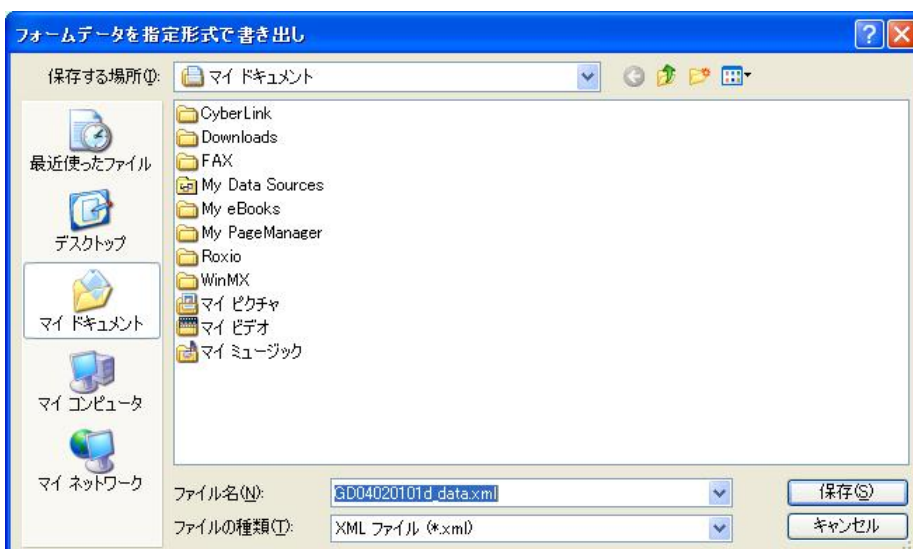 フォームデータを指定形式で書き出し
保存する場所(I):
マイ ドキュメント
最近使ったファイル
デスクトップ
マイ ドキュメント
マイ コンピュータ
マイ ネットワーク
CyberLink
Downloads
FAX
My Data Sources
My eBooks
My PageManager
Roxio
WinMX
マイ ピクチャ
マイ ビデオ
マイ ミュージック
ファイル名(N):
GD04020101d_data.xml
保存(S)
ファイルの種類(T):
XML ファイル (*.xml)
キャンセル